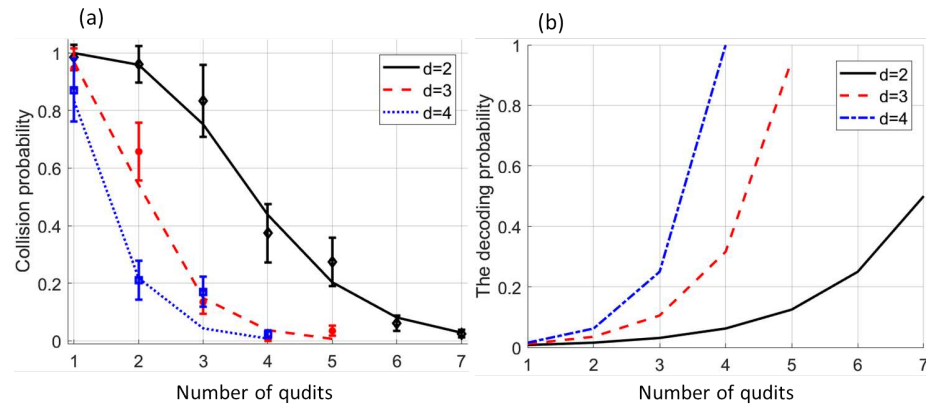 (a)
Collision probability
1
0.8
0.6
0.4
0.2
0
d=2
d=3
d=4
1 2 3 4 5 6 7
Number of qudits
(b)
The decoding probability
1
0.8
0.6
0.4
0.2
0
d=2
d=3
d=4
1 2 3 4 5 6 7
Number of qudits